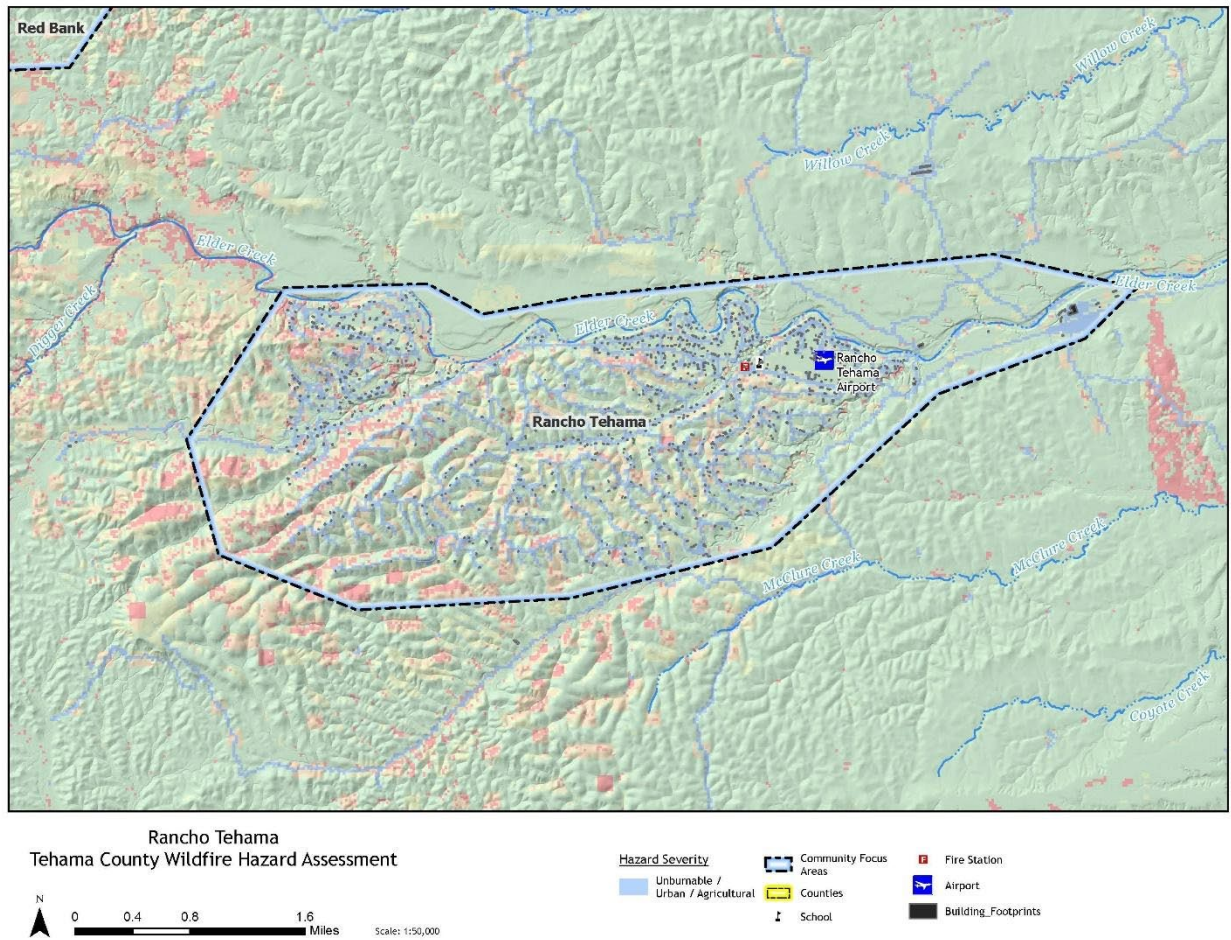 Red Bank
Willow Creek
Willow Creek
Elder Creek
Digger Creek
Elder Creek
Elder Creek
Rancho
Tehama
Airport
Rancho Tehama
McClure Creek
McClure Creek
Coyote Creek
Rancho Tehama
Tehama County Wildfire Hazard Assessment
N
0 0.4 0.8 1.6
Miles
Scale: 1:50,000
Hazard Severity
Unburnable /
Urban / Agricultural
Community Focus
Areas
Counties
School
F
Fire Station
Airport
Building_Footprints